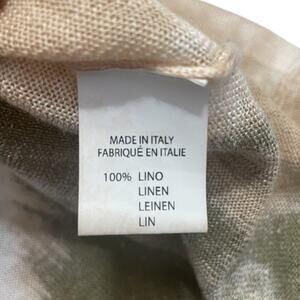 MADE IN ITALY
FABRIQUÉ EN ITALIE
100% LINO
LINEN
LEINEN
LIN